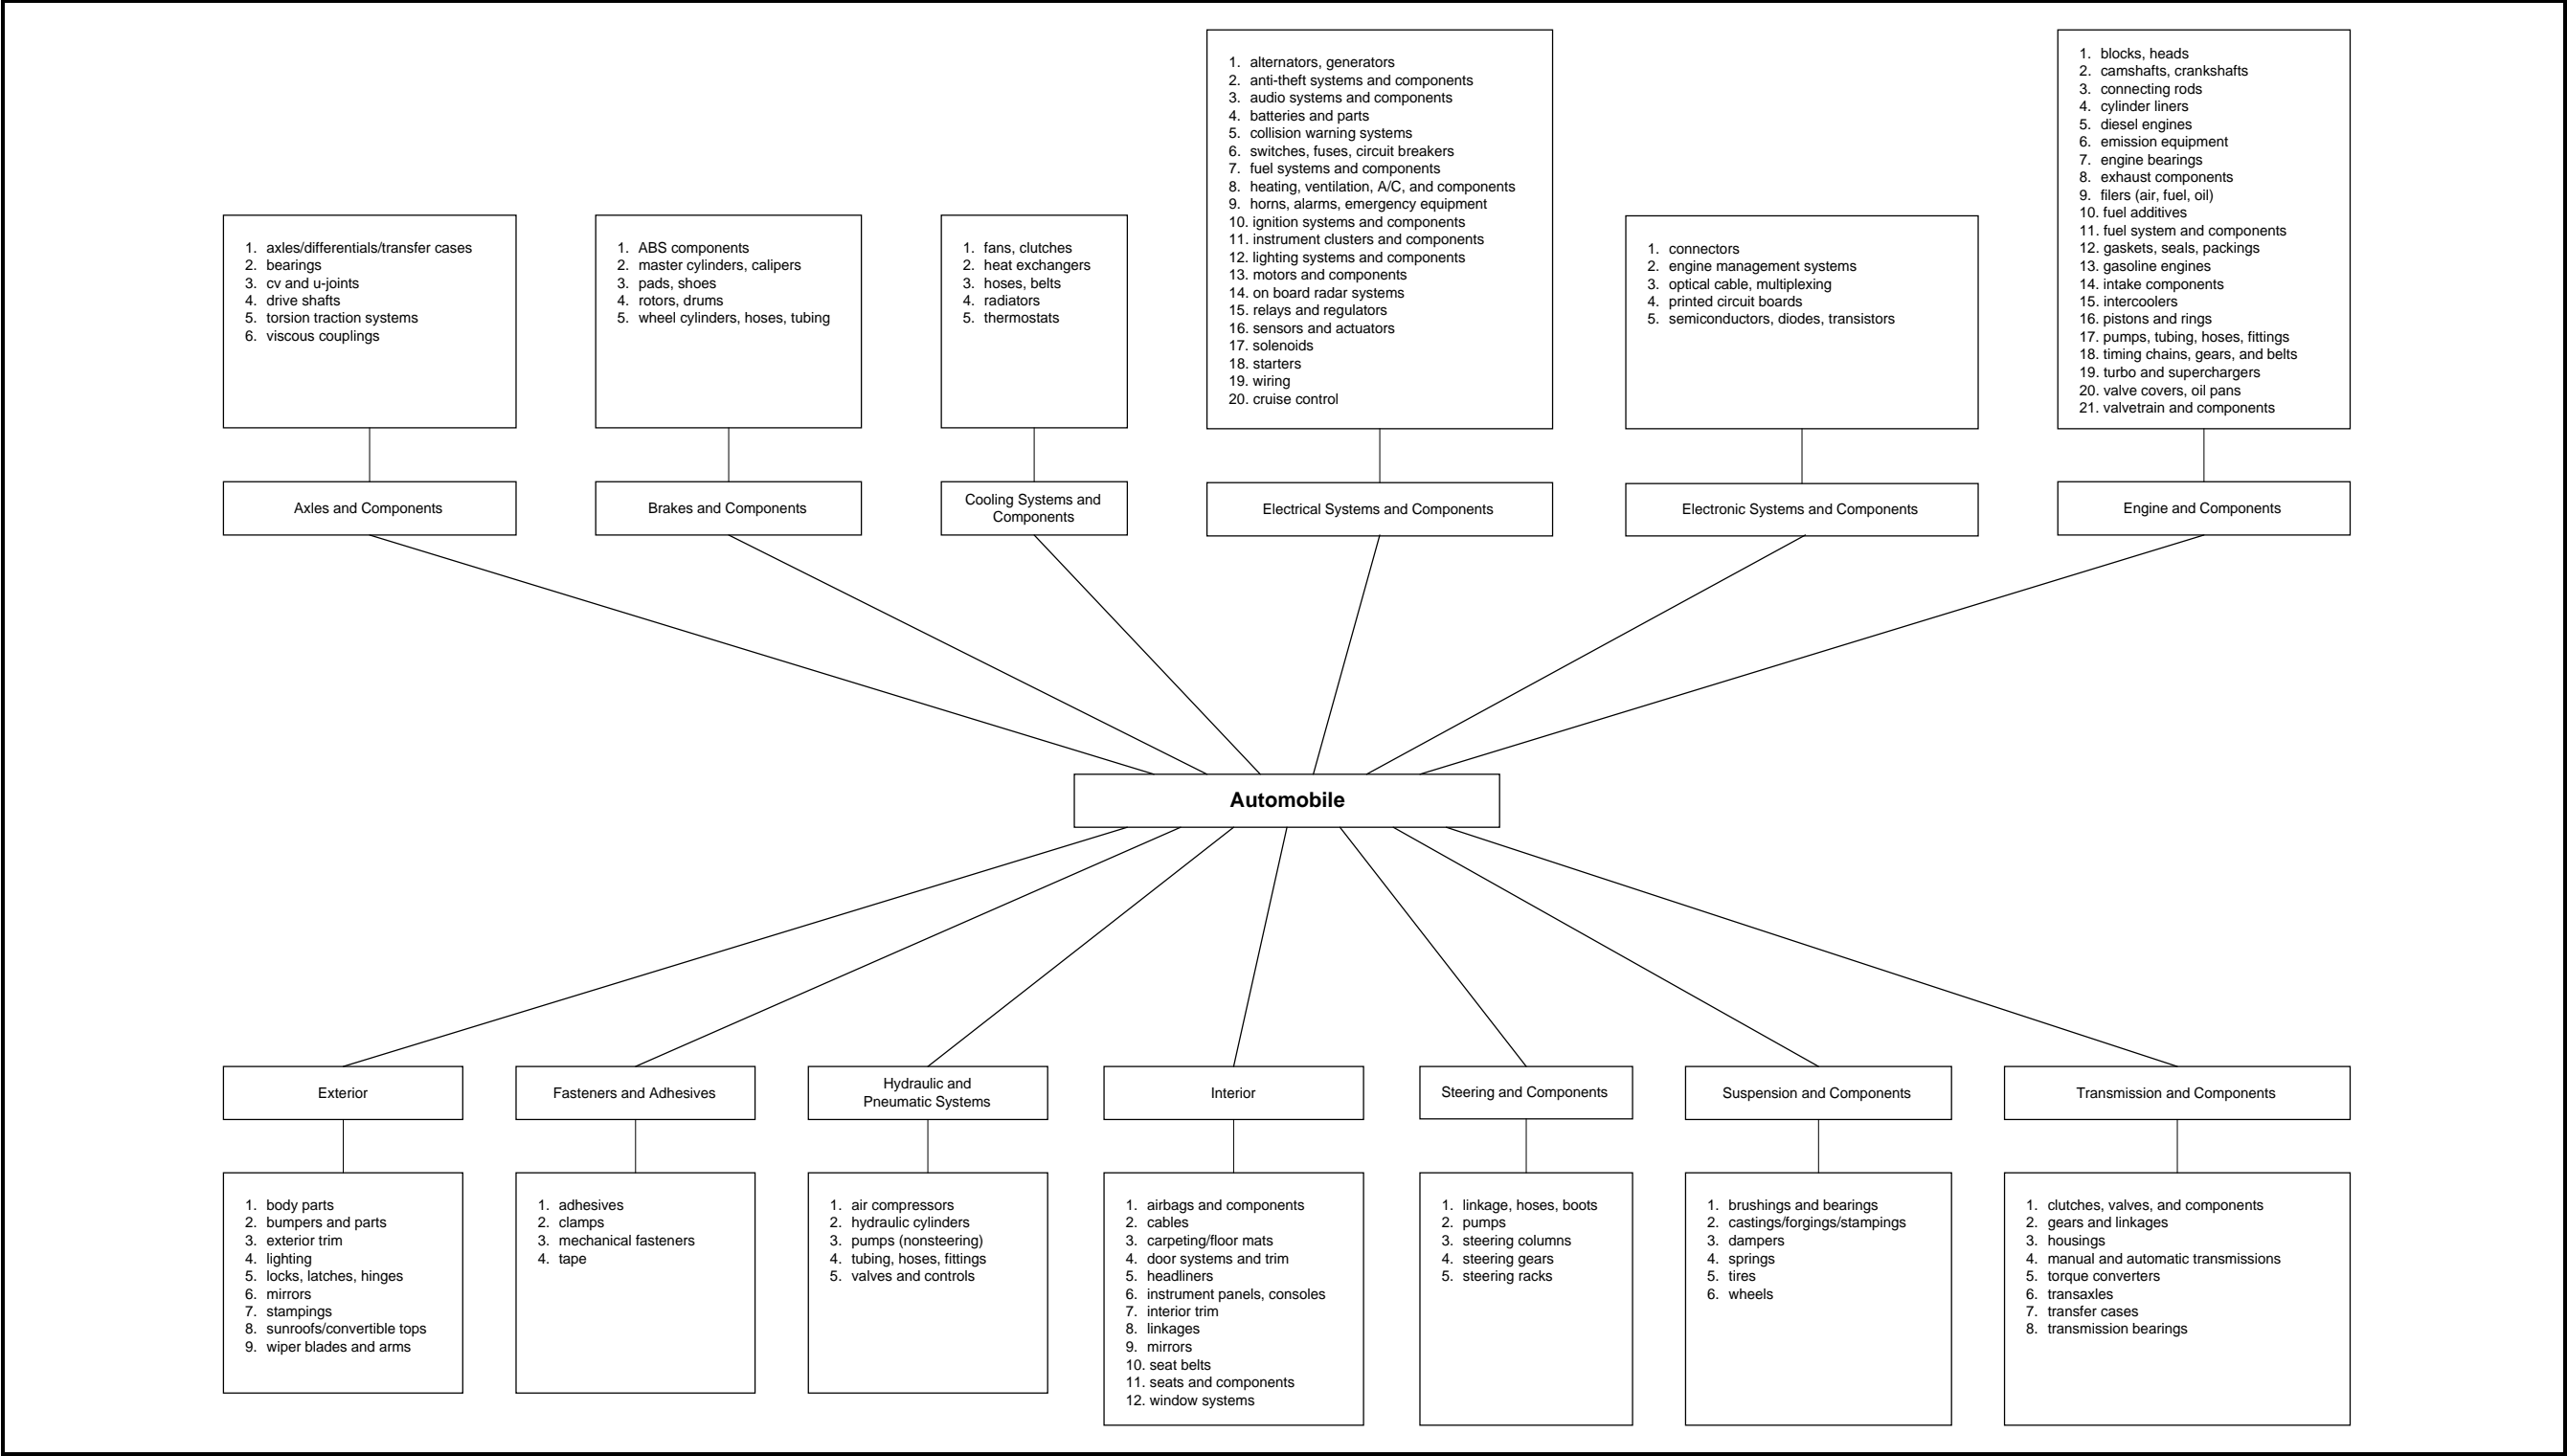 1. axles/differentials/transfer cases
2. bearings
3. cv and u-joints
4. drive shafts
5. torsion traction systems
6. viscous couplings
Axles and Components
1. ABS components
2. master cylinders, calipers
3. pads, shoes
4. rotors, drums
5. wheel cylinders, hoses, tubing
Brakes and Components
1. fans, clutches
2. heat exchangers
3. hoses, belts
4. radiators
5. thermostats
Cooling Systems and
Components
1. alternators, generators
2. anti-theft systems and components
3. audio systems and components
4. batteries and parts
5. collision warning systems
6. switches, fuses, circuit breakers
7. fuel systems and components
8. heating, ventilation, A/C, and components
9. horns, alarms, emergency equipment
10. ignition systems and components
11. instrument clusters and components
12. lighting systems and components
13. motors and components
14. on board radar systems
15. relays and regulators
16. sensors and actuators
17. solenoids
18. starters
19. wiring
20. cruise control
Electrical Systems and Components
1. connectors
2. engine management systems
3. optical cable, multiplexing
4. printed circuit boards
5. semiconductors, diodes, transistors
Electronic Systems and Components
1. blocks, heads
2. camshafts, crankshafts
3. connecting rods
4. cylinder liners
5. diesel engines
6. emission equipment
7. engine bearings
8. exhaust components
9. filers (air, fuel, oil)
10. fuel additives
11. fuel system and components
12. gaskets, seals, packings
13. gasoline engines
14. intake components
15. intercoolers
16. pistons and rings
17. pumps, tubing, hoses, fittings
18. timing chains, gears, and belts
19. turbo and superchargers
20. valve covers, oil pans
21. valvetrain and components
Engine and Components
Automobile
Exterior
1. body parts
2. bumpers and parts
3. exterior trim
4. lighting
5. locks, latches, hinges
6. mirrors
7. stampings
8. sunroofs/convertible tops
9. wiper blades and arms
Fasteners and Adhesives
1. adhesives
2. clamps
3. mechanical fasteners
4. tape
Hydraulic and
Pneumatic Systems
1. air compressors
2. hydraulic cylinders
3. pumps (nonsteering)
4. tubing, hoses, fittings
5. valves and controls
Interior
1. airbags and components
2. cables
3. carpeting/floor mats
4. door systems and trim
5. headliners
6. instrument panels, consoles
7. interior trim
8. linkages
9. mirrors
10. seat belts
11. seats and components
12. window systems
Steering and Components
1. linkage, hoses, boots
2. pumps
3. steering columns
4. steering gears
5. steering racks
Suspension and Components
1. brushings and bearings
2. castings/forgings/stampings
3. dampers
4. springs
5. tires
6. wheels
Transmission and Components
1. clutches, valves, and components
2. gears and linkages
3. housings
4. manual and automatic transmissions
5. torque converters
6. transaxles
7. transfer cases
8. transmission bearings